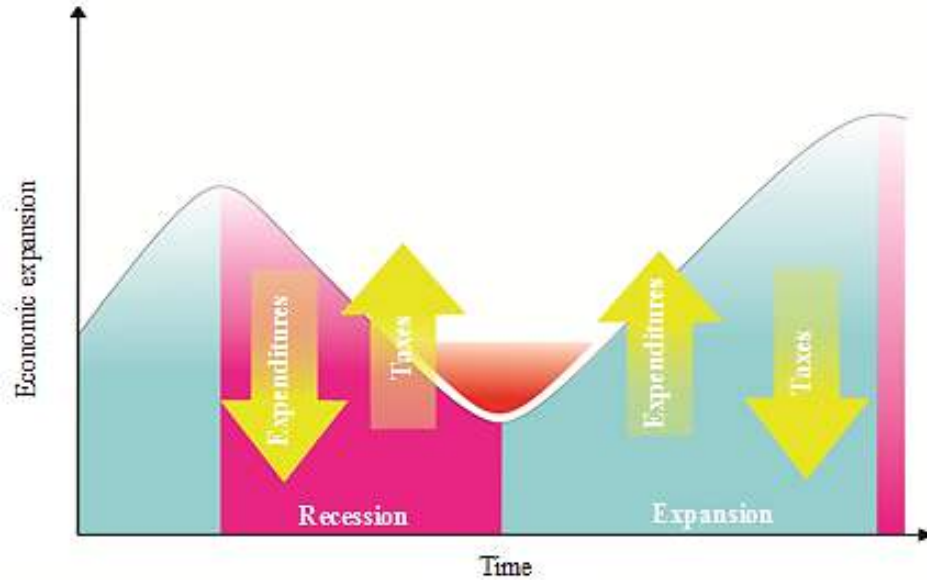 Economic expansion
Expenditures
Taxes
Expenditures
Taxes
Recession
Expansion
Time